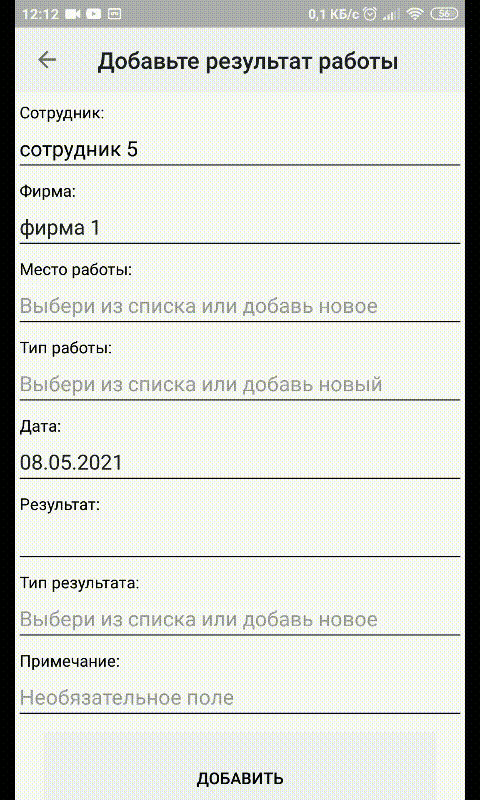 12:12 0,1 КБ/с 56
Добавьте результат работы
Сотрудник:
сотрудник 5
Фирма:
фирма 1
Место работы:
Выбери из списка или добавь новое
Тип работы:
Выбери из списка или добавь новый
Дата:
08.05.2021
Результат:
Тип результата:
Выбери из списка или добавь новое
Примечание:
Необязательное поле
ДОБАВИТЬ